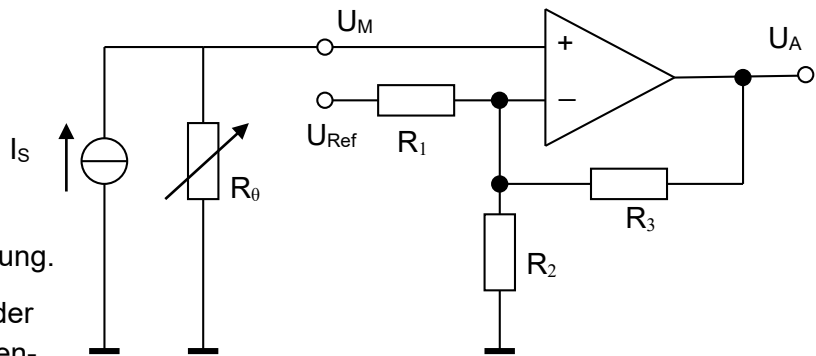 U_M
U_A
+
−
U_Ref
R_1
I_S
R_θ
R_3
R_2
ung.
der
en-